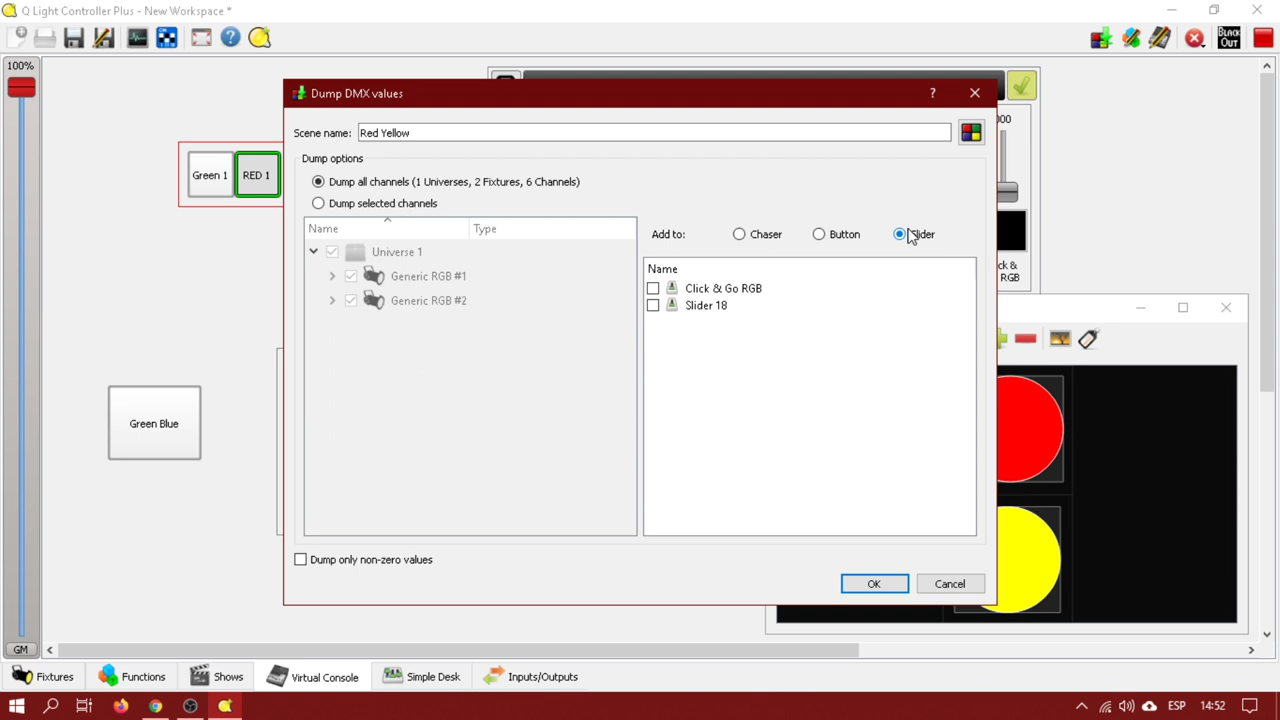 Q Light Controller Plus - New Workspace *
BLACK
OUT
100%
Dump DMX values
?
Scene name:
Red Yellow
Dump options
Dump all channels (1 Universes, 2 Fixtures, 6 Channels)
Dump selected channels
Name
Type
Universe 1
Generic RGB #1
Generic RGB #2
Add to:
Chaser
Button
Slider
Name
Click & Go RGB
Slider 18
Dump only non-zero values
OK
Cancel
Green 1
RED 1
000
ck &
RGB
Green Blue
GM
Fixtures
Functions
Shows
Virtual Console
Simple Desk
Inputs/Outputs
ESP
14:52